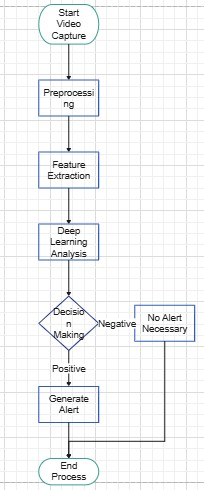 Start
Video
Capture
Preprocessi
ng
Feature
Extraction
Deep
Learning
Analysis
Decisio
n
Making
Negative
No Alert
Necessary
Positive
Generate
Alert
End
Process